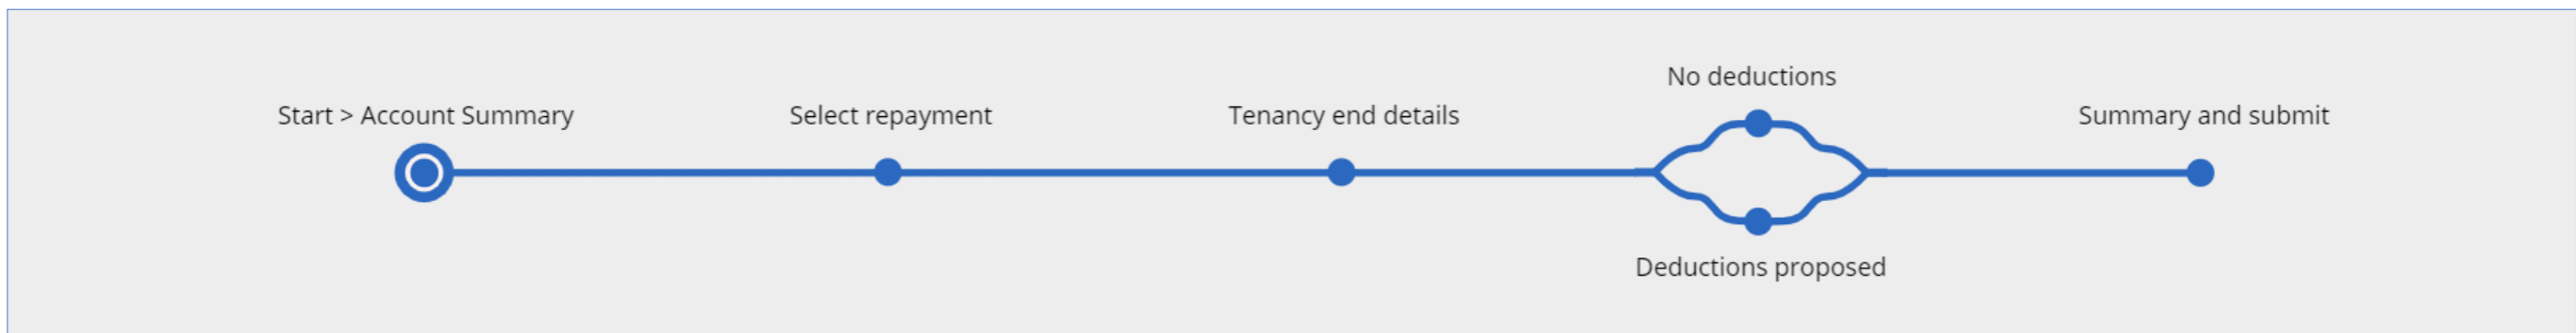 Start > Account Summary
Select repayment
Tenancy end details
No deductions
Deductions proposed
Summary and submit